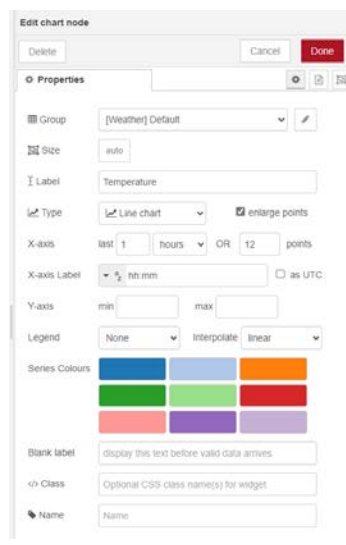 Edit chart node
Delete Cancel Done
Properties
Group [Weather] Default
Size auto
Label Temperature
Type Line chart enlarge points
X-axis last 1 hours OR 12 points
X-axis Label HH:mm as UTC
Y-axis min max
Legend None Interpolate linear
Series Colours
Blank label display this text before valid data arrives
</> Class Optional CSS class name(s) for widget
Name Name